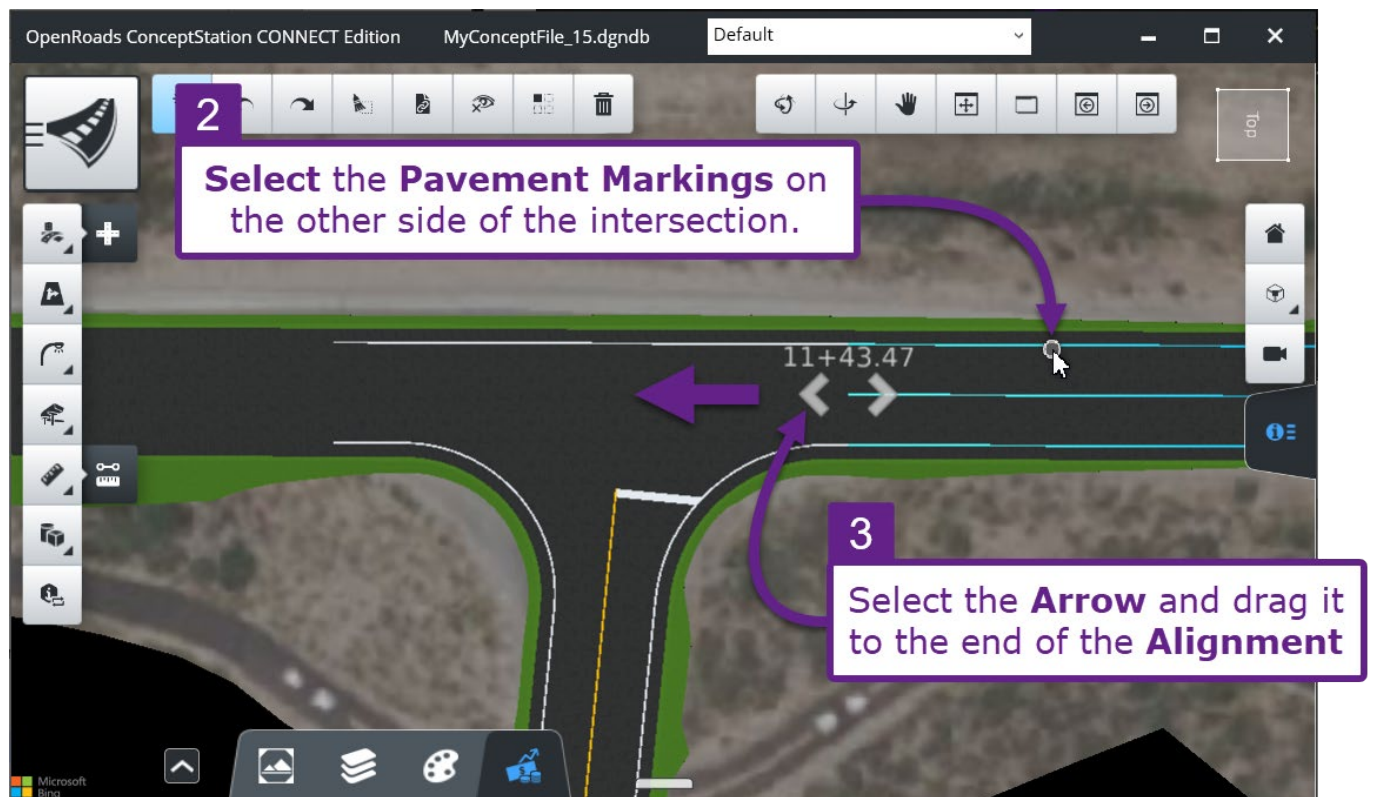 OpenRoads ConceptStation CONNECT Edition MyConceptFile_15.dgndb Default
2
Select the Pavement Markings on
the other side of the intersection.
Top
11+43.47
3
Select the Arrow and drag it
to the end of the Alignment
Microsoft
Bing